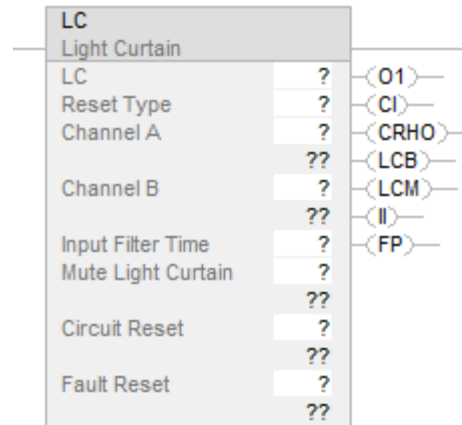 LC
Light Curtain
LC ? O1
Reset Type ? CI
Channel A ? CRHO
?? LCB
Channel B ? LCM
?? II
Input Filter Time ? FP
Mute Light Curtain ?
??
Circuit Reset ?
??
Fault Reset ?
??